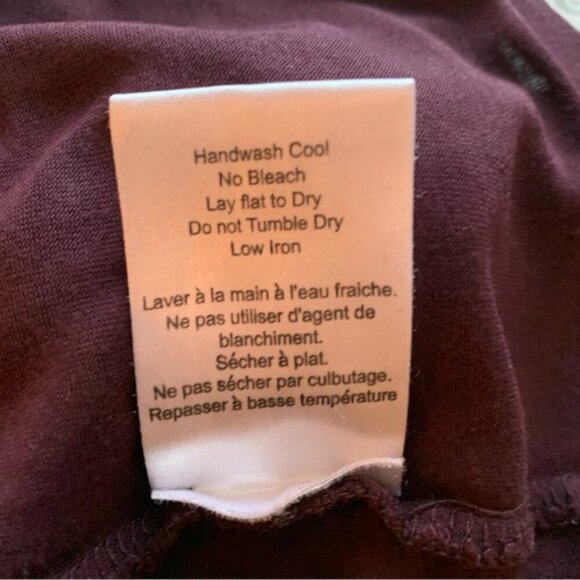 Handwash Cool
No Bleach
Lay flat to Dry
Do not Tumble Dry
Low Iron
Laver à la main à l'eau fraiche.
Ne pas utiliser d'agent de
blanchiment.
Sécher à plat.
Ne pas sécher par culbutage.
Repasser à basse température